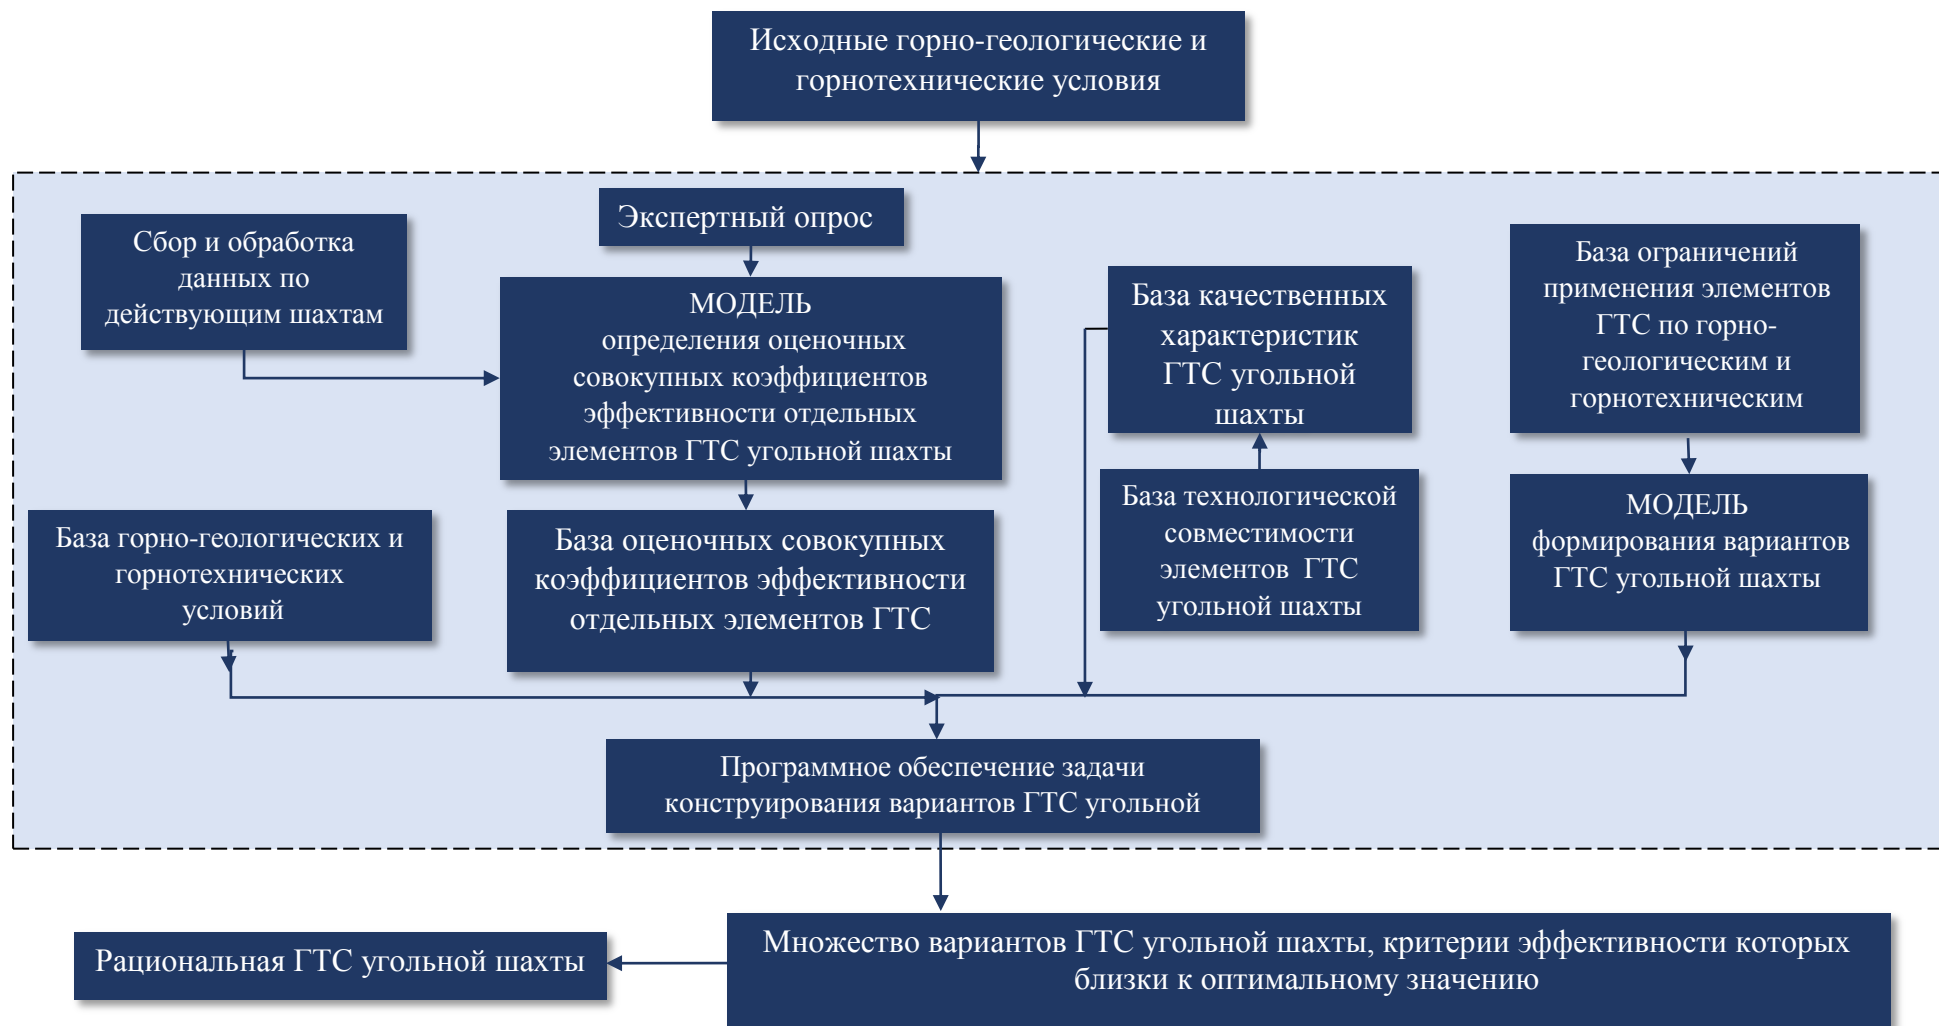 Исходные горно-геологические и
горнотехнические условия
Экспертный опрос
Сбор и обработка
данных по
действующим шахтам
МОДЕЛЬ
определения оценочных
совокупных коэффициентов
эффективности отдельных
элементов ГТС угольной шахты
База качественных
характеристик
ГТС угольной
шахты
База ограничений
применения элементов
ГТС по горно-
геологическим и
горнотехническим
База горно-геологических и
горнотехнических
условий
База оценочных совокупных
коэффициентов эффективности
отдельных элементов ГТС
База технологической
совместимости
элементов ГТС
угольной шахты
МОДЕЛЬ
формирования вариантов
ГТС угольной шахты
Программное обеспечение задачи
конструирования вариантов ГТС угольной
Рациональная ГТС угольной шахты
Множество вариантов ГТС угольной шахты, критерии эффективности которых
близки к оптимальному значению